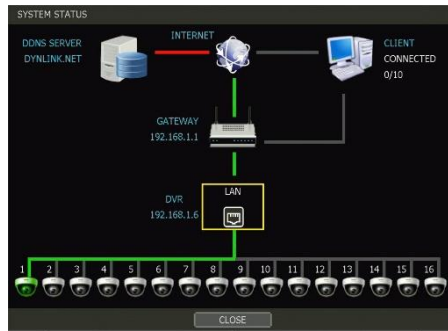 SYSTEM STATUS
INTERNET
DDNS SERVER
DYNLINK.NET
CLIENT
CONNECTED
0/10
GATEWAY
192.168.1.1
LAN
DVR
192.168.1.6
1 2 3 4 5 6 7 8 9 10 11 12 13 14 15 16
CLOSE